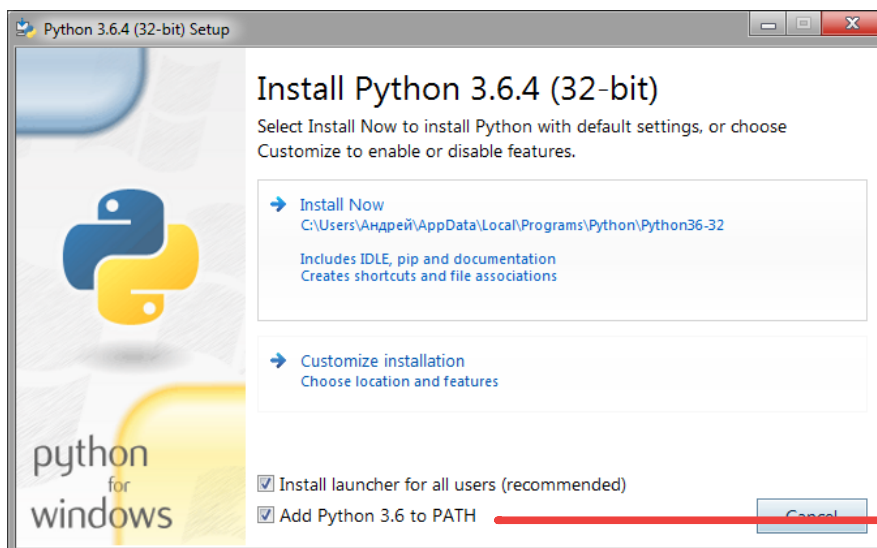 Python 3.6.4 (32-bit) Setup
Install Python 3.6.4 (32-bit)
Select Install Now to install Python with default settings, or choose
Customize to enable or disable features.
Install Now
C:\Users\Андрей\AppData\Local\Programs\Python\Python36-32
Includes IDLE, pip and documentation
Creates shortcuts and file associations
Customize installation
Choose location and features
python
for
windows
Install launcher for all users (recommended)
Add Python 3.6 to PATH
Cancel